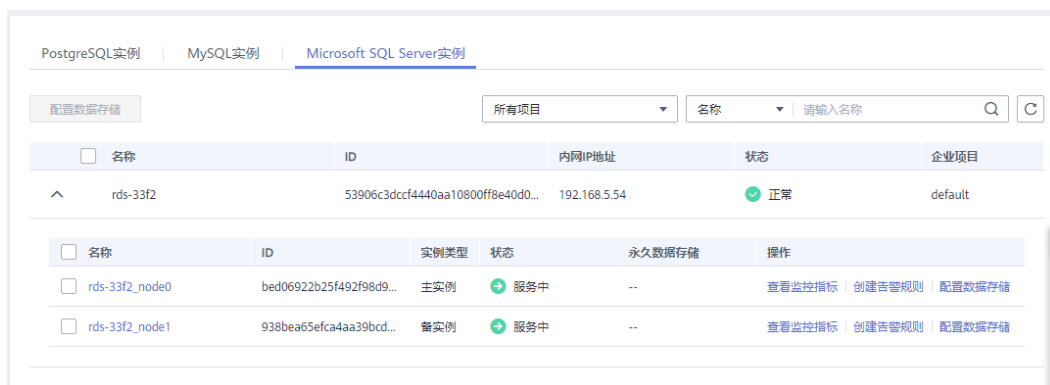 PostgreSQL实例 MySQL实例 Microsoft SQL Server实例
配置数据存储 所有项目 名称 请输入名称
名称 ID 内网IP地址 状态 企业项目
rds-33f2 53906c3dccf4440aa10800ff8e40d0... 192.168.5.54 正常 default
名称 ID 实例类型 状态 永久数据存储 操作
rds-33f2_node0 bed06922b25f492f98d9... 主实例 服务中 -- 查看监控指标 创建告警规则 配置数据存储
rds-33f2_node1 938bea65efca4aa39bcd... 备实例 服务中 -- 查看监控指标 创建告警规则 配置数据存储